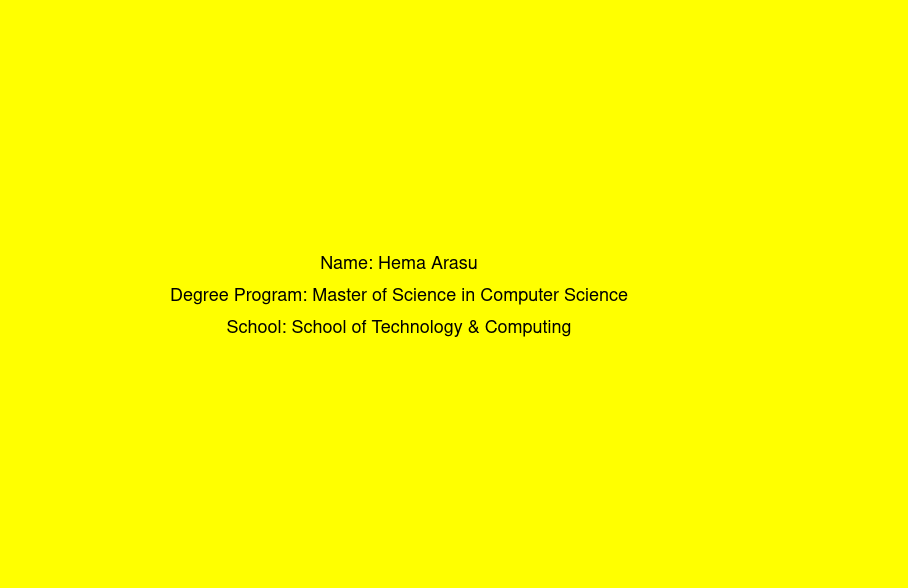 Name: Hema Arasu
Degree Program: Master of Science in Computer Science
School: School of Technology & Computing